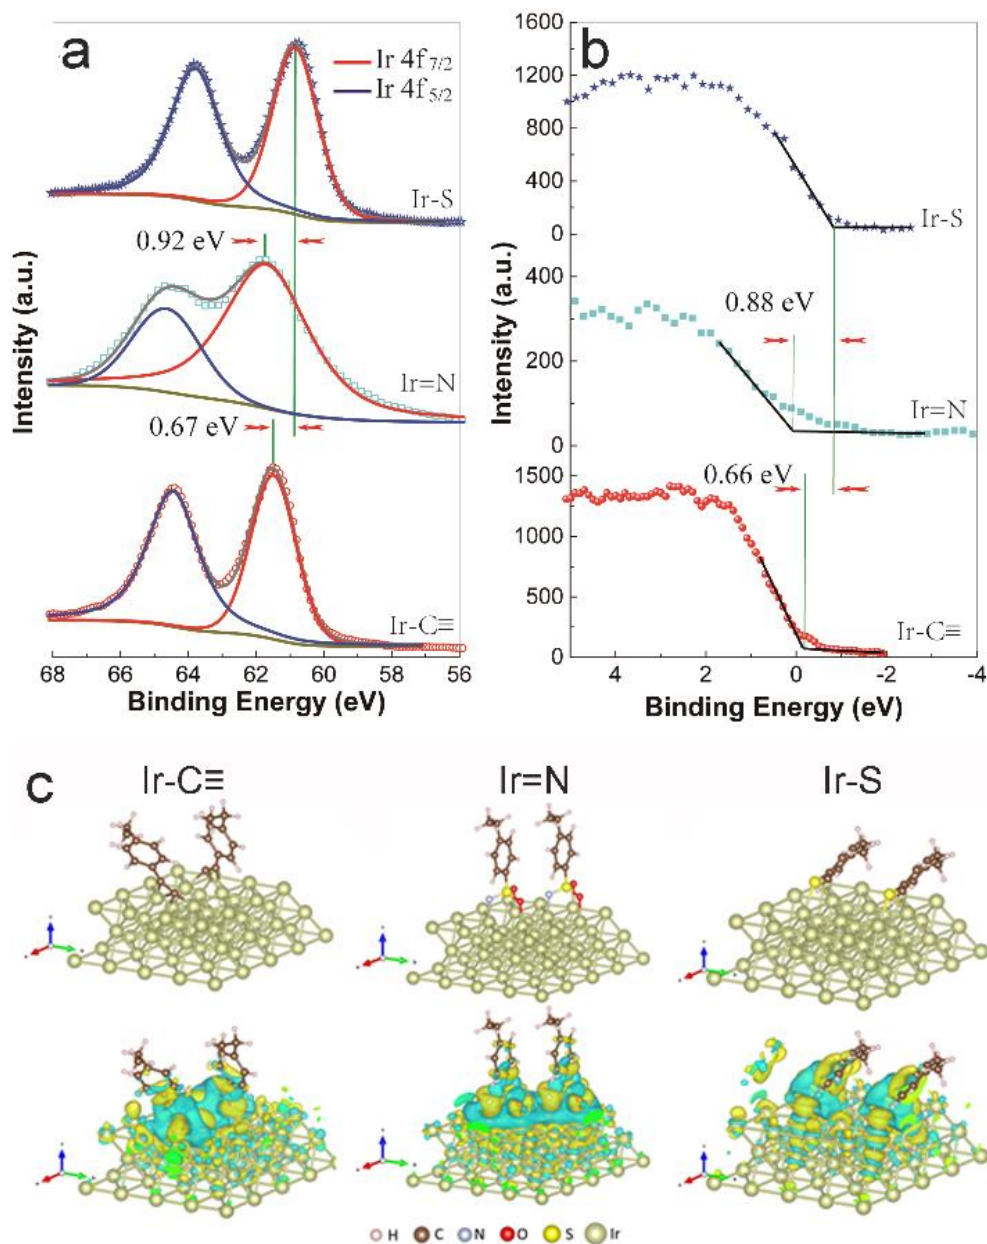 a
Ir 4f7/2
Ir 4f5/2
Ir-S
0.92 eV
Ir=N
0.67 eV
Ir-C≡
Intensity (a.u.)
Intensity (a.u.)
68 66 64 62 60 58 56
Binding Energy (eV)
b
1600
1200
800
400
0
Ir-S
400
200
0
0.88 eV
Ir=N
1500
1000
500
0
0.66 eV
Ir-C≡
Intensity (a.u.)
Intensity (a.u.)
4 2 0 -2 -4
Binding Energy (eV)
c
Ir-C≡ Ir=N Ir-S
H C N O S Ir